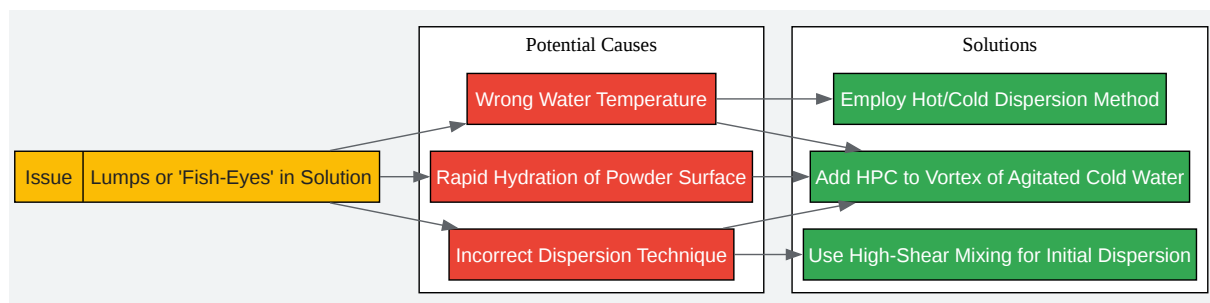 Potential Causes
Solutions
Wrong Water Temperature
Employ Hot/Cold Dispersion Method
Issue
Lumps or 'Fish-Eyes' in Solution
Rapid Hydration of Powder Surface
Add HPC to Vortex of Agitated Cold Water
Incorrect Dispersion Technique
Use High-Shear Mixing for Initial Dispersion